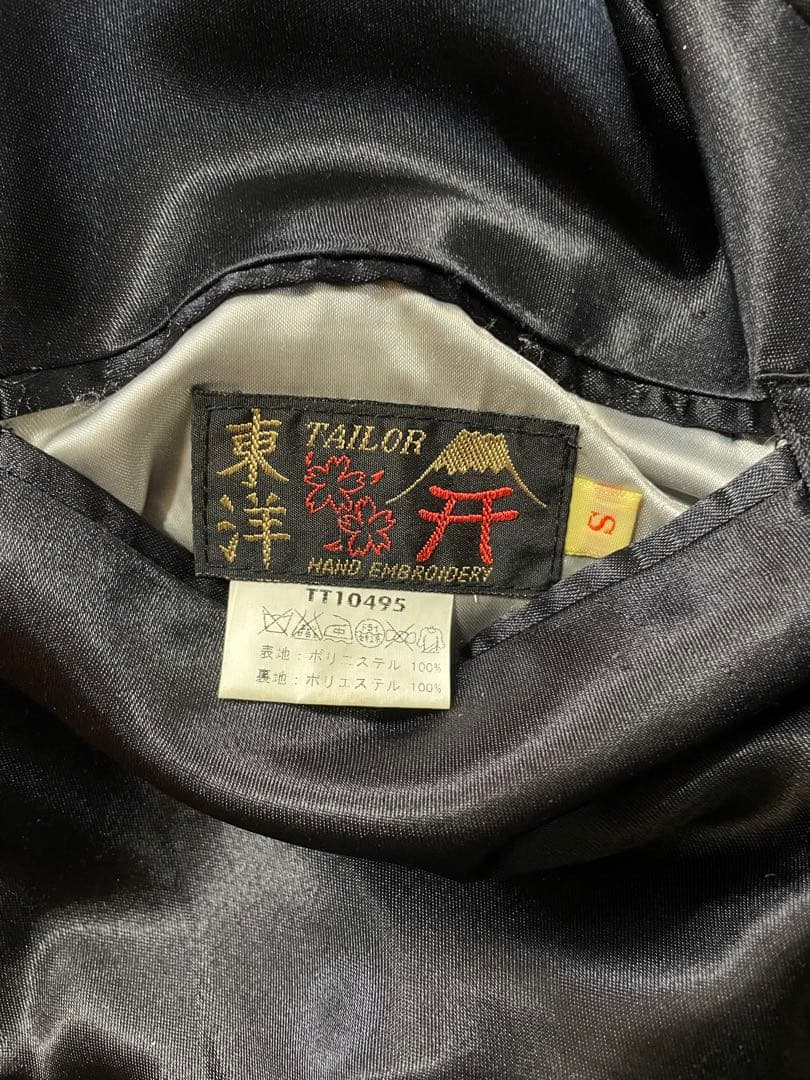 東洋
TAILOR
HAND EMBROIDERY
S
TT10495
表地：ポリエステル 100%
裏地：ポリエステル 100%